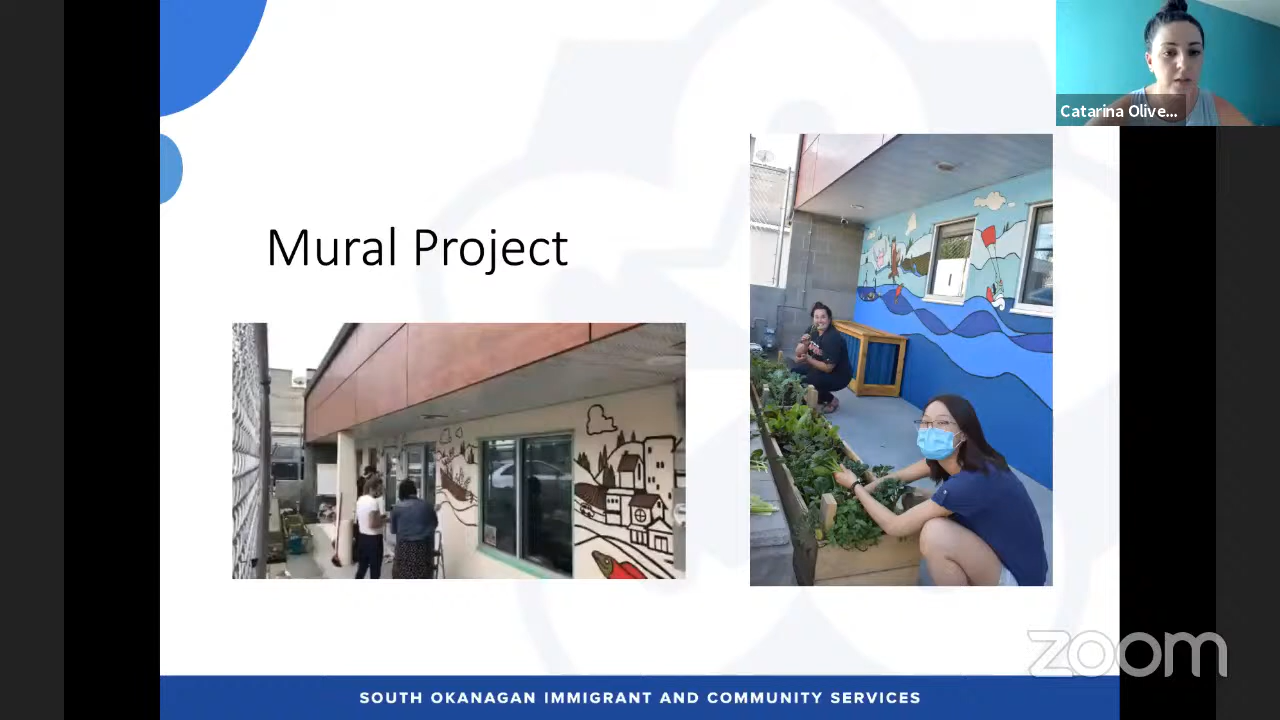 Catarina Olive...
Mural Project
zoom
SOUTH OKANAGAN IMMIGRANT AND COMMUNITY SERVICES